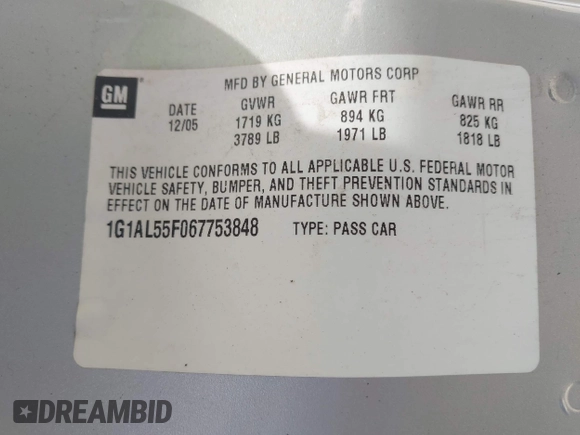 GM
MFD BY GENERAL MOTORS CORP
DATE GVWR GAWR FRT GAWR RR
12/05 1719 KG 894 KG 825 KG
3789 LB 1971 LB 1818 LB
THIS VEHICLE CONFORMS TO ALL APPLICABLE U.S. FEDERAL MOTOR
VEHICLE SAFETY, BUMPER, AND THEFT PREVENTION STANDARDS IN
EFFECT ON THE DATE OF MANUFACTURE SHOWN ABOVE.
1G1AL55F067753848 TYPE: PASS CAR
DREAMBID